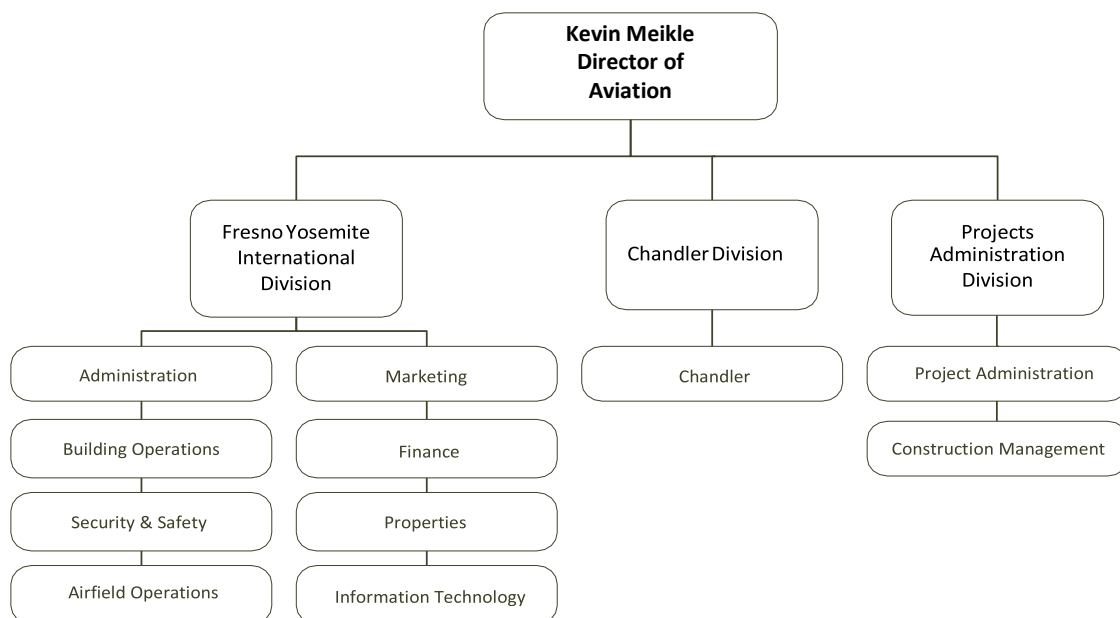 Kevin Meikle
Director of
Aviation
Fresno Yosemite
International
Division
Chandler Division
Projects
Administration
Division
Administration
Marketing
Chandler
Project Administration
Building Operations
Finance
Construction Management
Security & Safety
Properties
Airfield Operations
Information Technology